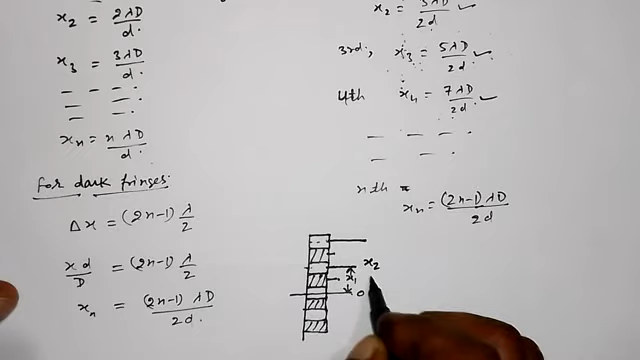 x₂ = 2λD/d.
x₃ = 3λD/d.
xₙ = nλD/d.
For dark fringes:
Δx = (2n-1) λ/2
xd/D = (2n-1) λ/2
xₙ = (2n-1) λD/2d.
x₂ = 3λD/2d ✓
3rd, x₃ = 5λD/2d ✓
4th x₄ = 7λD/2d ✓
nth = xₙ = (2n-1) λD/2d
x₂
x₁
0